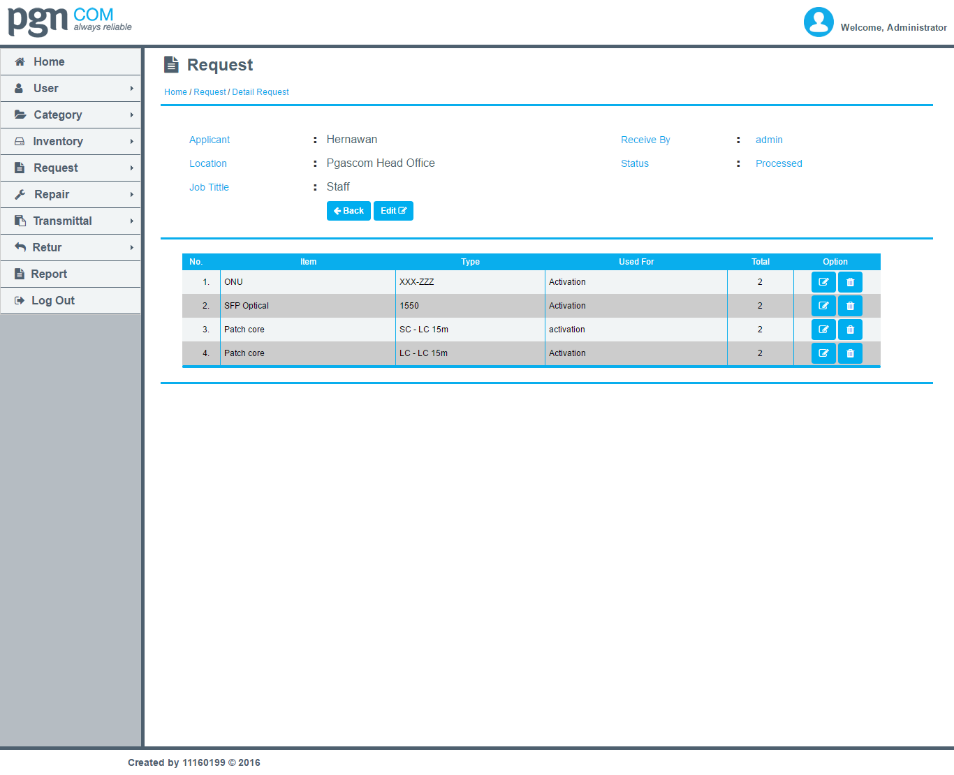 pgn COM
always reliable
Welcome, Administrator
Home
User
Category
Inventory
Request
Repair
Transmittal
Retur
Report
Log Out
Request
Home / Request / Detail Request
Applicant : Hernawan Receive By : admin
Location : Pgascom Head Office Status : Processed
Job Tittle : Staff
Back Edit
No. Item Type Used For Total Option
1. ONU XXX-ZZZ Activation 2
2. SFP Optical 1550 Activation 2
3. Patch core SC - LC 15m activation 2
4. Patch core LC - LC 15m Activation 2
Created by 11160199 © 2016